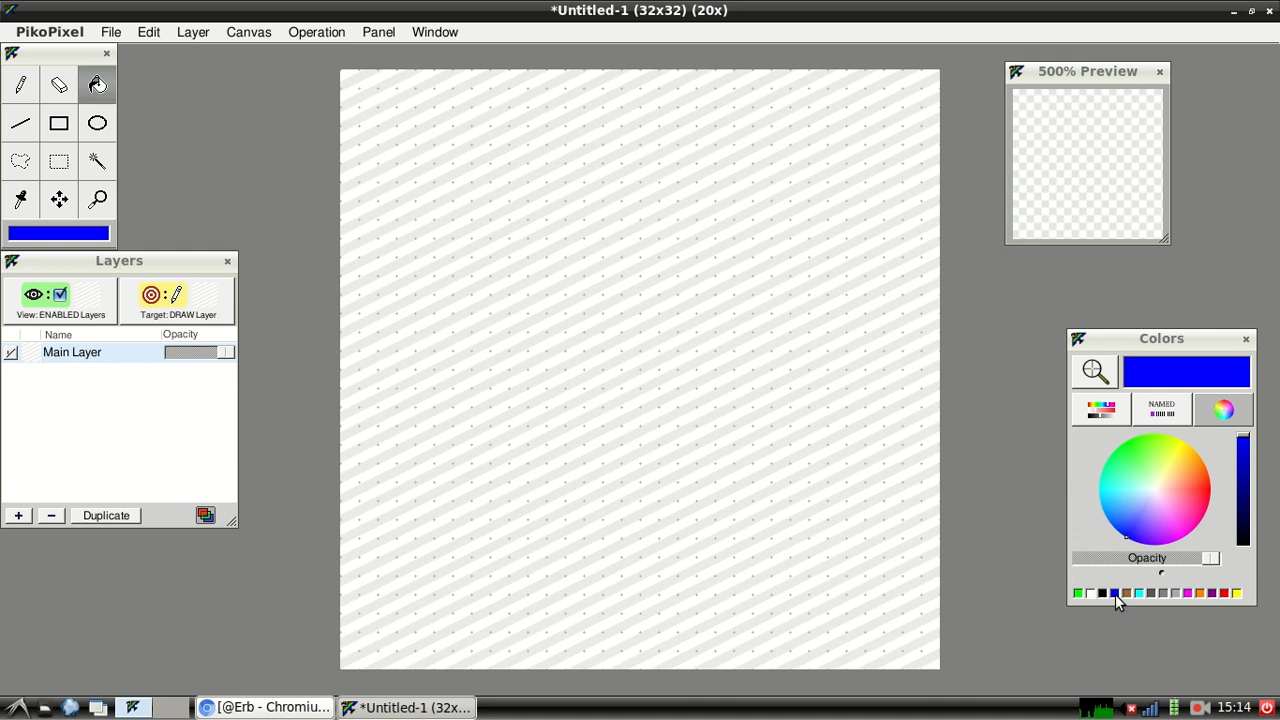 *Untitled-1 (32x32) (20x)
PikoPixel File Edit Layer Canvas Operation Panel Window
500% Preview
Layers
View: ENABLED Layers
Target: DRAW Layer
Name Opacity
Main Layer
Duplicate
Colors
NAMED
Opacity
[@Erb - Chromiu...
*Untitled-1 (32x...
15:14